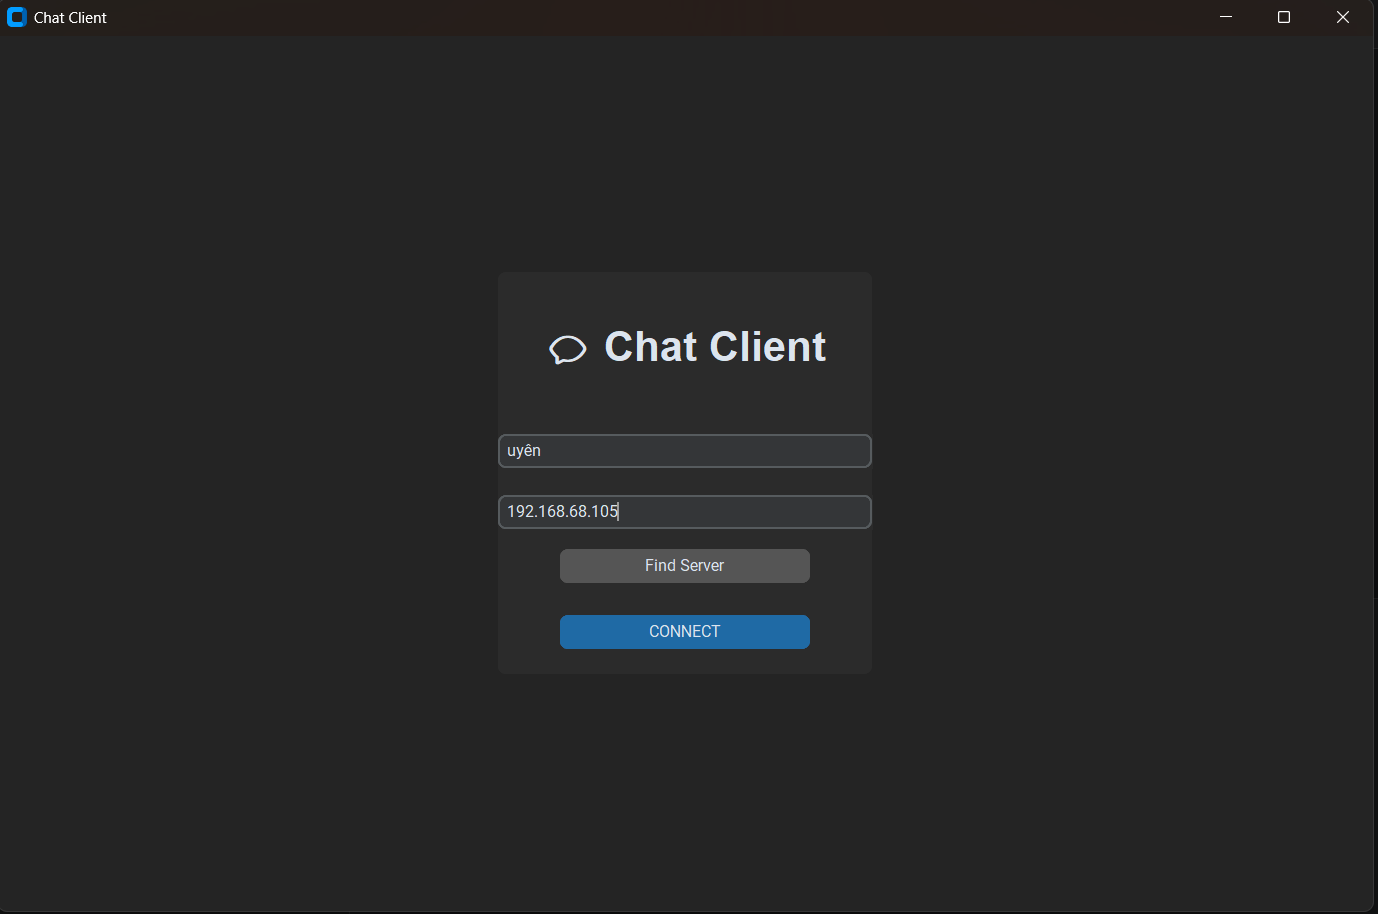 Chat Client
Chat Client
uyên
192.168.68.105
Find Server
CONNECT